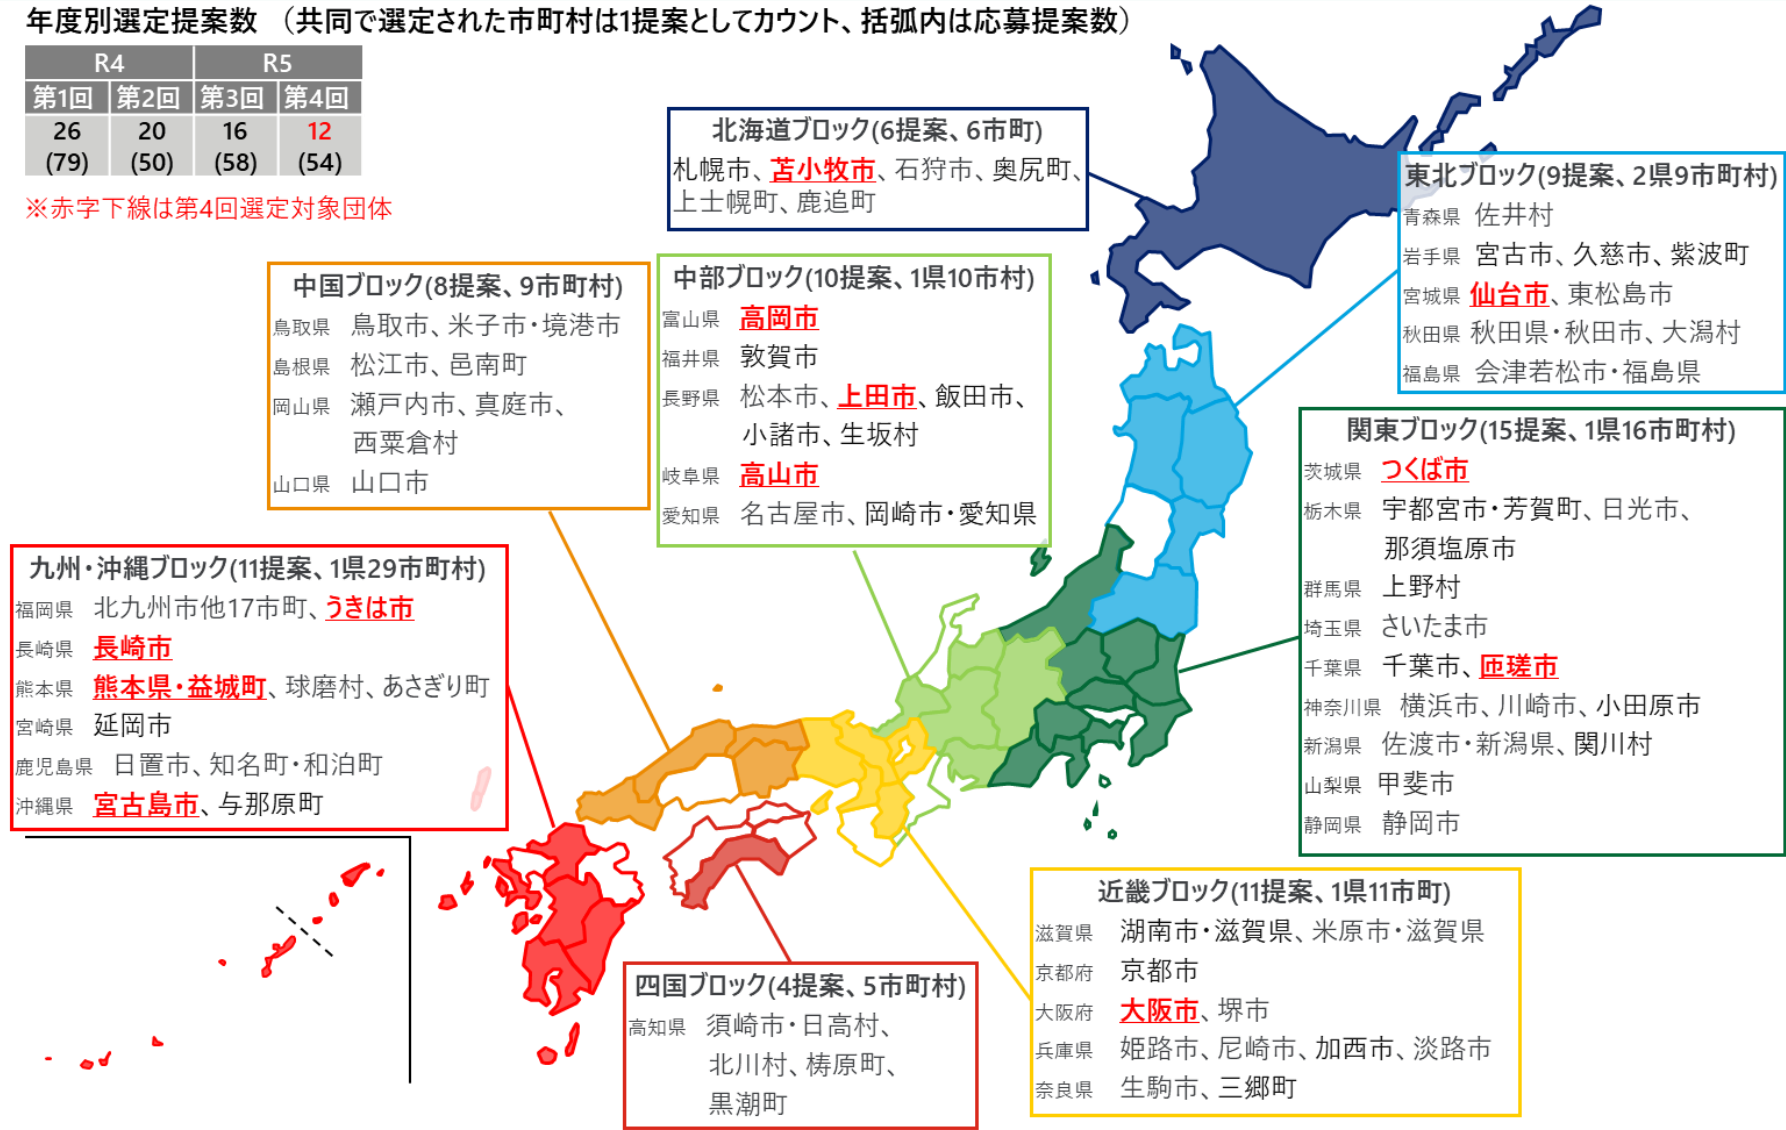 年度別選定提案数　（共同で選定された市町村は1提案としてカウント、括弧内は応募提案数）
R4 R5
第1回 第2回 第3回 第4回
26 20 16 12
(79) (50) (58) (54)
※赤字下線は第4回選定対象団体
北海道ブロック(6提案、6市町)
札幌市、苫小牧市、石狩市、奥尻町、
上士幌町、鹿追町
東北ブロック(9提案、2県9市町村)
青森県 佐井村
岩手県 宮古市、久慈市、紫波町
宮城県 仙台市、東松島市
秋田県 秋田県・秋田市、大潟村
福島県 会津若松市・福島県
中国ブロック(8提案、9市町村)
鳥取県 鳥取市、米子市・境港市
島根県 松江市、邑南町
岡山県 瀬戸内市、真庭市、
西粟倉村
山口県 山口市
中部ブロック(10提案、1県10市村)
富山県 高岡市
福井県 敦賀市
長野県 松本市、上田市、飯田市、
小諸市、生坂村
岐阜県 高山市
愛知県 名古屋市、岡崎市・愛知県
関東ブロック(15提案、1県16市町村)
茨城県 つくば市
栃木県 宇都宮市・芳賀町、日光市、
那須塩原市
群馬県 上野村
埼玉県 さいたま市
千葉県 千葉市、匝瑳市
神奈川県 横浜市、川崎市、小田原市
新潟県 佐渡市・新潟県、関川村
山梨県 甲斐市
静岡県 静岡市
九州・沖縄ブロック(11提案、1県29市町村)
福岡県 北九州市他17市町、うきは市
長崎県 長崎市
熊本県 熊本県・益城町、球磨村、あさぎり町
宮崎県 延岡市
鹿児島県 日置市、知名町・和泊町
沖縄県 宮古島市、与那原町
近畿ブロック(11提案、1県11市町)
滋賀県 湖南市・滋賀県、米原市・滋賀県
京都府 京都市
大阪府 大阪市、堺市
兵庫県 姫路市、尼崎市、加西市、淡路市
奈良県 生駒市、三郷町
四国ブロック(4提案、5市町村)
高知県 須崎市・日高村、
北川村、梼原町、
黒潮町